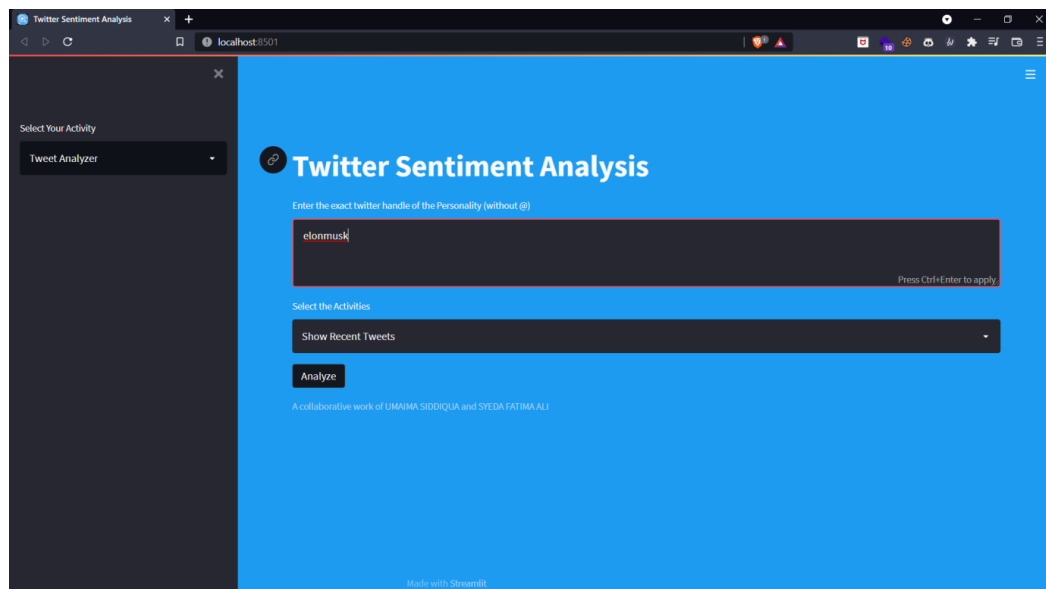 Twitter Sentiment Analysis
localhost:8501
10
Select Your Activity
Tweet Analyzer
Twitter Sentiment Analysis
Enter the exact twitter handle of the Personality (without @)
elonmusk
Press Ctrl+Enter to apply
Select the Activities
Show Recent Tweets
Analyze
A collaborative work of UMAIMA SIDDIQUA and SYEDA FATIMA ALI
Made with Streamlit